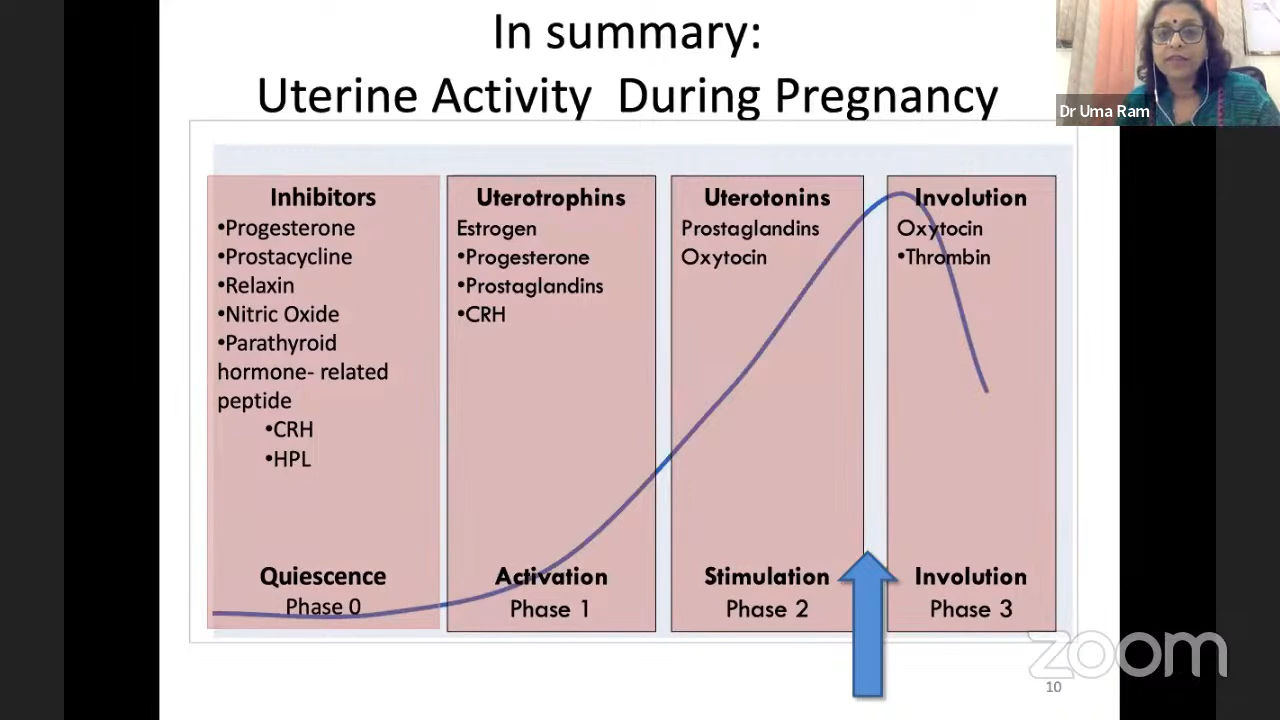 In summary:
Uterine Activity During Pregnancy
Dr Uma Ram
Inhibitors
•Progesterone
•Prostacycline
•Relaxin
•Nitric Oxide
•Parathyroid
hormone- related
peptide
•CRH
•HPL
Quiescence
Phase 0
Uterotrophins
Estrogen
•Progesterone
•Prostaglandins
•CRH
Activation
Phase 1
Uterotonins
Prostaglandins
Oxytocin
Stimulation
Phase 2
Involution
Oxytocin
•Thrombin
Involution
Phase 3
zoom
10